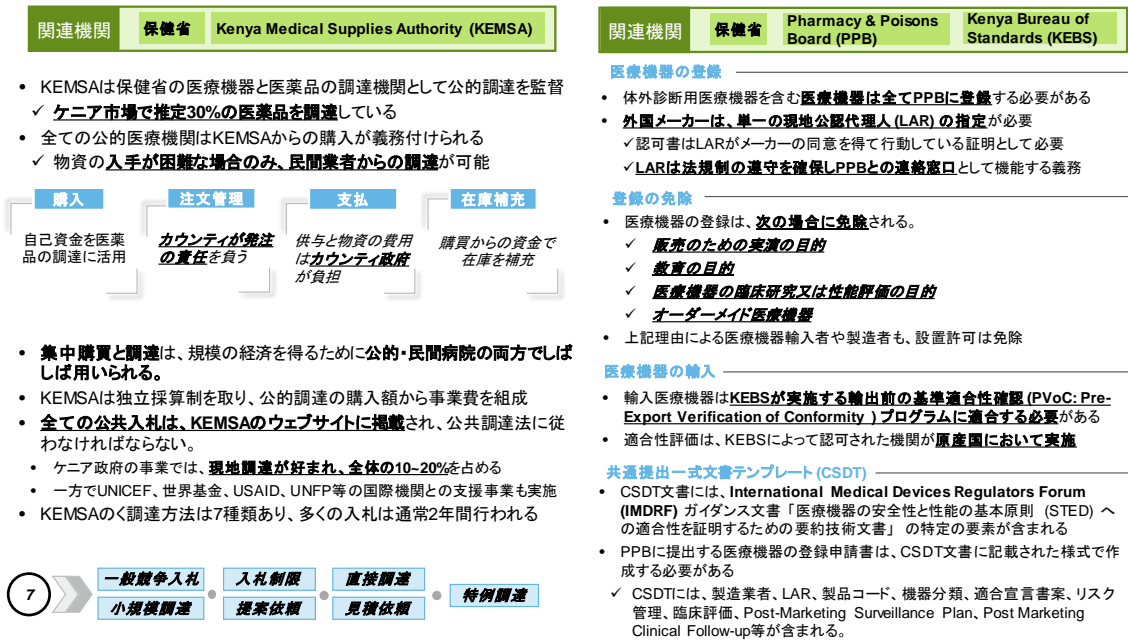 関連機関 保健省 Kenya Medical Supplies Authority (KEMSA)
• KEMSAは保健省の医療機器と医薬品の調達機関として公的調達を監督
✓ ケニア市場で推定30%の医薬品を調達している
• 全ての公的医療機関はKEMSAからの購入が義務付けられる
✓ 物資の入手が困難な場合のみ、民間業者からの調達が可能
購入
自己資金を医薬
品の調達に活用
注文管理
カウンティが発注
の責任を負う
支払
供与と物資の費用
はカウンティ政府
が負担
在庫補充
購買からの資金で
在庫を補充
• 集中購買と調達は、規模の経済を得るために公的・民間病院の両方でしば
しば用いられる。
• KEMSAは独立採算制を取り、公的調達の購入額から事業費を組成
• 全ての公共入札は、KEMSAのウェブサイトに掲載され、公共調達法に従
わなければならない。
• ケニア政府の事業では、現地調達が好まれ、全体の10~20%を占める
• 一方でUNICEF、世界基金、USAID、UNFP等の国際機関との支援事業も実施
• KEMSAのく調達方法は7種類あり、多くの入札は通常2年間行われる
7
一般競争入札 入札制限 直接調達
特例調達
小規模調達 提案依頼 見積依頼
関連機関 保健省 Pharmacy & Poisons
Board (PPB)
Kenya Bureau of
Standards (KEBS)
医療機器の登録
• 体外診断用医療機器を含む医療機器は全てPPBに登録する必要がある
• 外国メーカーは、単一の現地公認代理人 (LAR) の指定が必要
✓認可書はLARがメーカーの同意を得て行動している証明として必要
✓LARは法規制の遵守を確保しPPBとの連絡窓口として機能する義務
登録の免除
• 医療機器の登録は、次の場合に免除される。
✓ 販売のための実演の目的
✓ 教育の目的
✓ 医療機器の臨床研究又は性能評価の目的
✓ オーダーメイド医療機器
• 上記理由による医療機器輸入者や製造者も、設置許可は免除
医療機器の輸入
• 輸入医療機器はKEBSが実施する輸出前の基準適合性確認 (PVoC: Pre-
Export Verification of Conformity ) プログラムに適合する必要がある
• 適合性評価は、KEBSによって認可された機関が原産国において実施
共通提出一式文書テンプレート (CSDT)
• CSDT文書には、International Medical Devices Regulators Forum
(IMDRF) ガイダンス文書「医療機器の安全性と性能の基本原則 (STED) へ
の適合性を証明するための要約技術文書」 の特定の要素が含まれる
• PPBに提出する医療機器の登録申請書は、CSDT文書に記載された様式で作
成する必要がある
✓ CSDTには、製造業者、LAR、製品コード、機器分類、適合宣言書案、リスク
管理、臨床評価、Post-Marketing Surveillance Plan、Post Marketing
Clinical Follow-up等が含まれる。